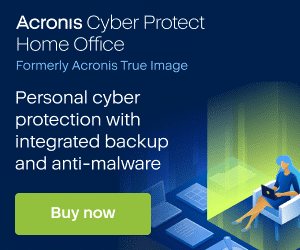 Acronis Cyber Protect
Home Office
Formerly Acronis True Image
Personal cyber
protection with
integrated backup
and anti-malware
Buy now